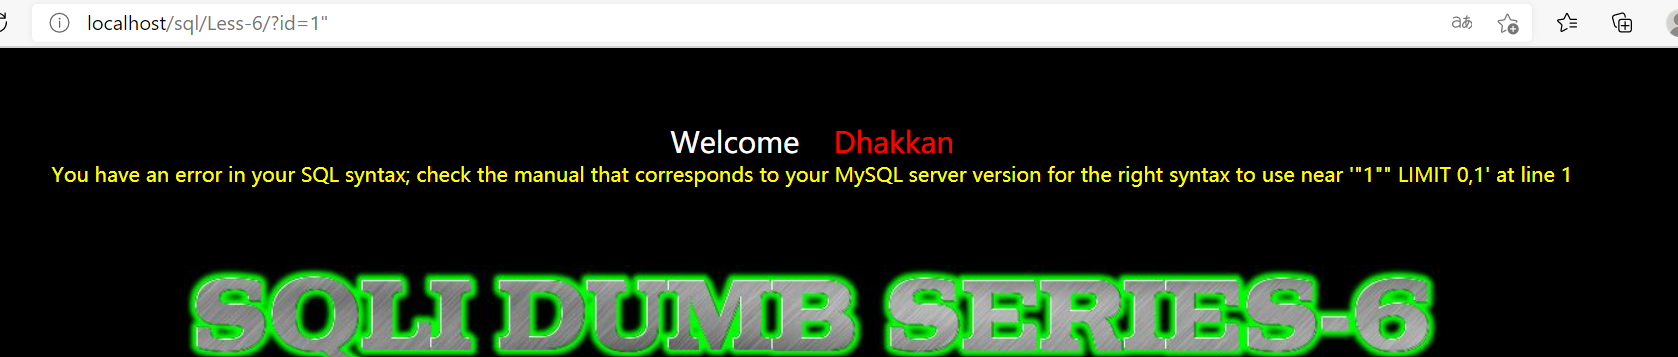 localhost/sql/Less-6/?id=1"
aあ
Welcome Dhakkan
You have an error in your SQL syntax; check the manual that corresponds to your MySQL server version for the right syntax to use near '"1"" LIMIT 0,1' at line 1
SQLI DUMB SERIES-6